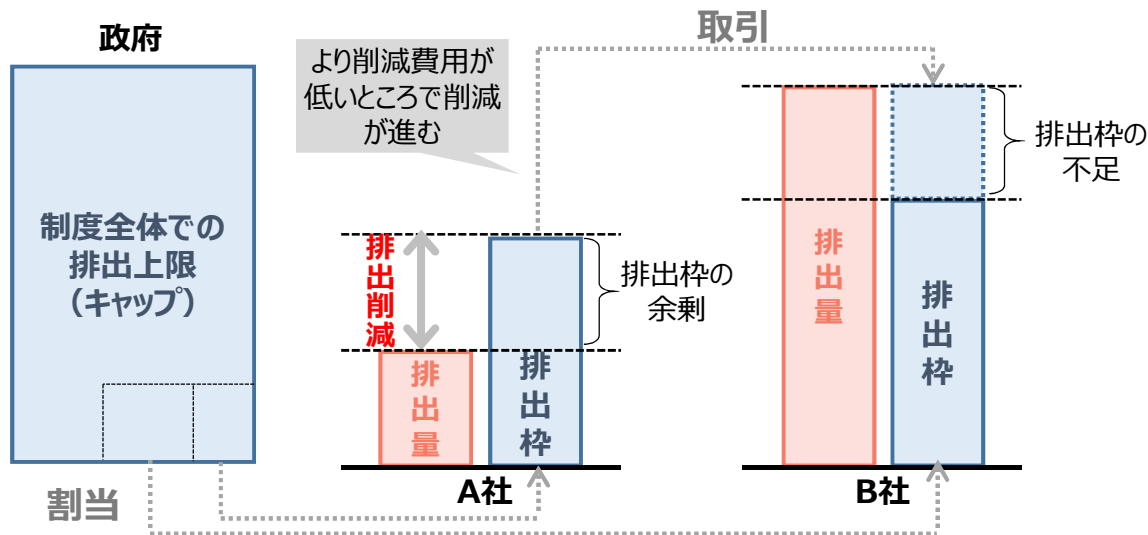 政府
制度全体での
排出上限
（キャップ）
割当
取引
より削減費用が
低いところで削減
が進む
排出削減
排出量
排出枠
排出枠の
余剰
A社
排出量
排出枠
排出枠の
不足
B社